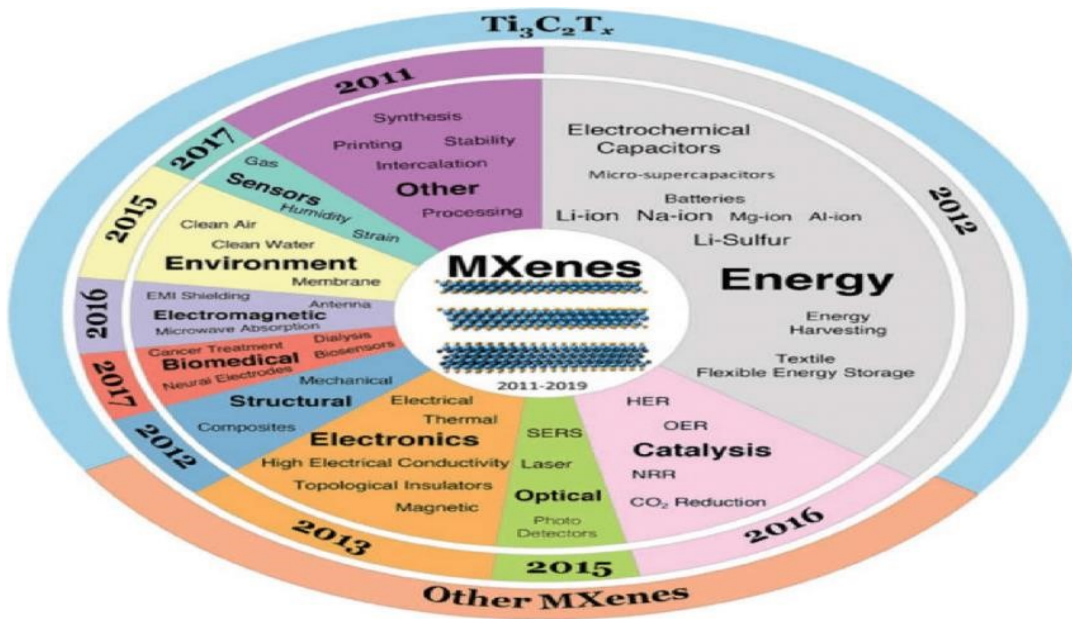 Ti₃C₂Tₓ
2011
Synthesis
Printing Stability
Intercalation
Other
Processing
2012
Electrochemical
Capacitors
Micro-supercapacitors
Batteries
Li-ion Na-ion Mg-ion Al-ion
Li-Sulfur
Energy
Energy
Harvesting
Textile
Flexible Energy Storage
2017
Gas
Sensors
Humidity
Strain
2015
Clean Air
Clean Water
Environment
Membrane
2016
EMI Shielding
Antenna
Electromagnetic
Microwave Absorption
2017
Cancer Treatment
Dialysis
Biomedical
Biosensors
Neural Electrodes
2012
Mechanical
Structural
Composites
MXenes
2011-2019
2013
Electrical
Thermal
Electronics
High Electrical Conductivity
Topological Insulators
Magnetic
SERS
Laser
Optical
Photo
Detectors
2015
HER
OER
Catalysis
NRR
CO₂ Reduction
2016
Other MXenes